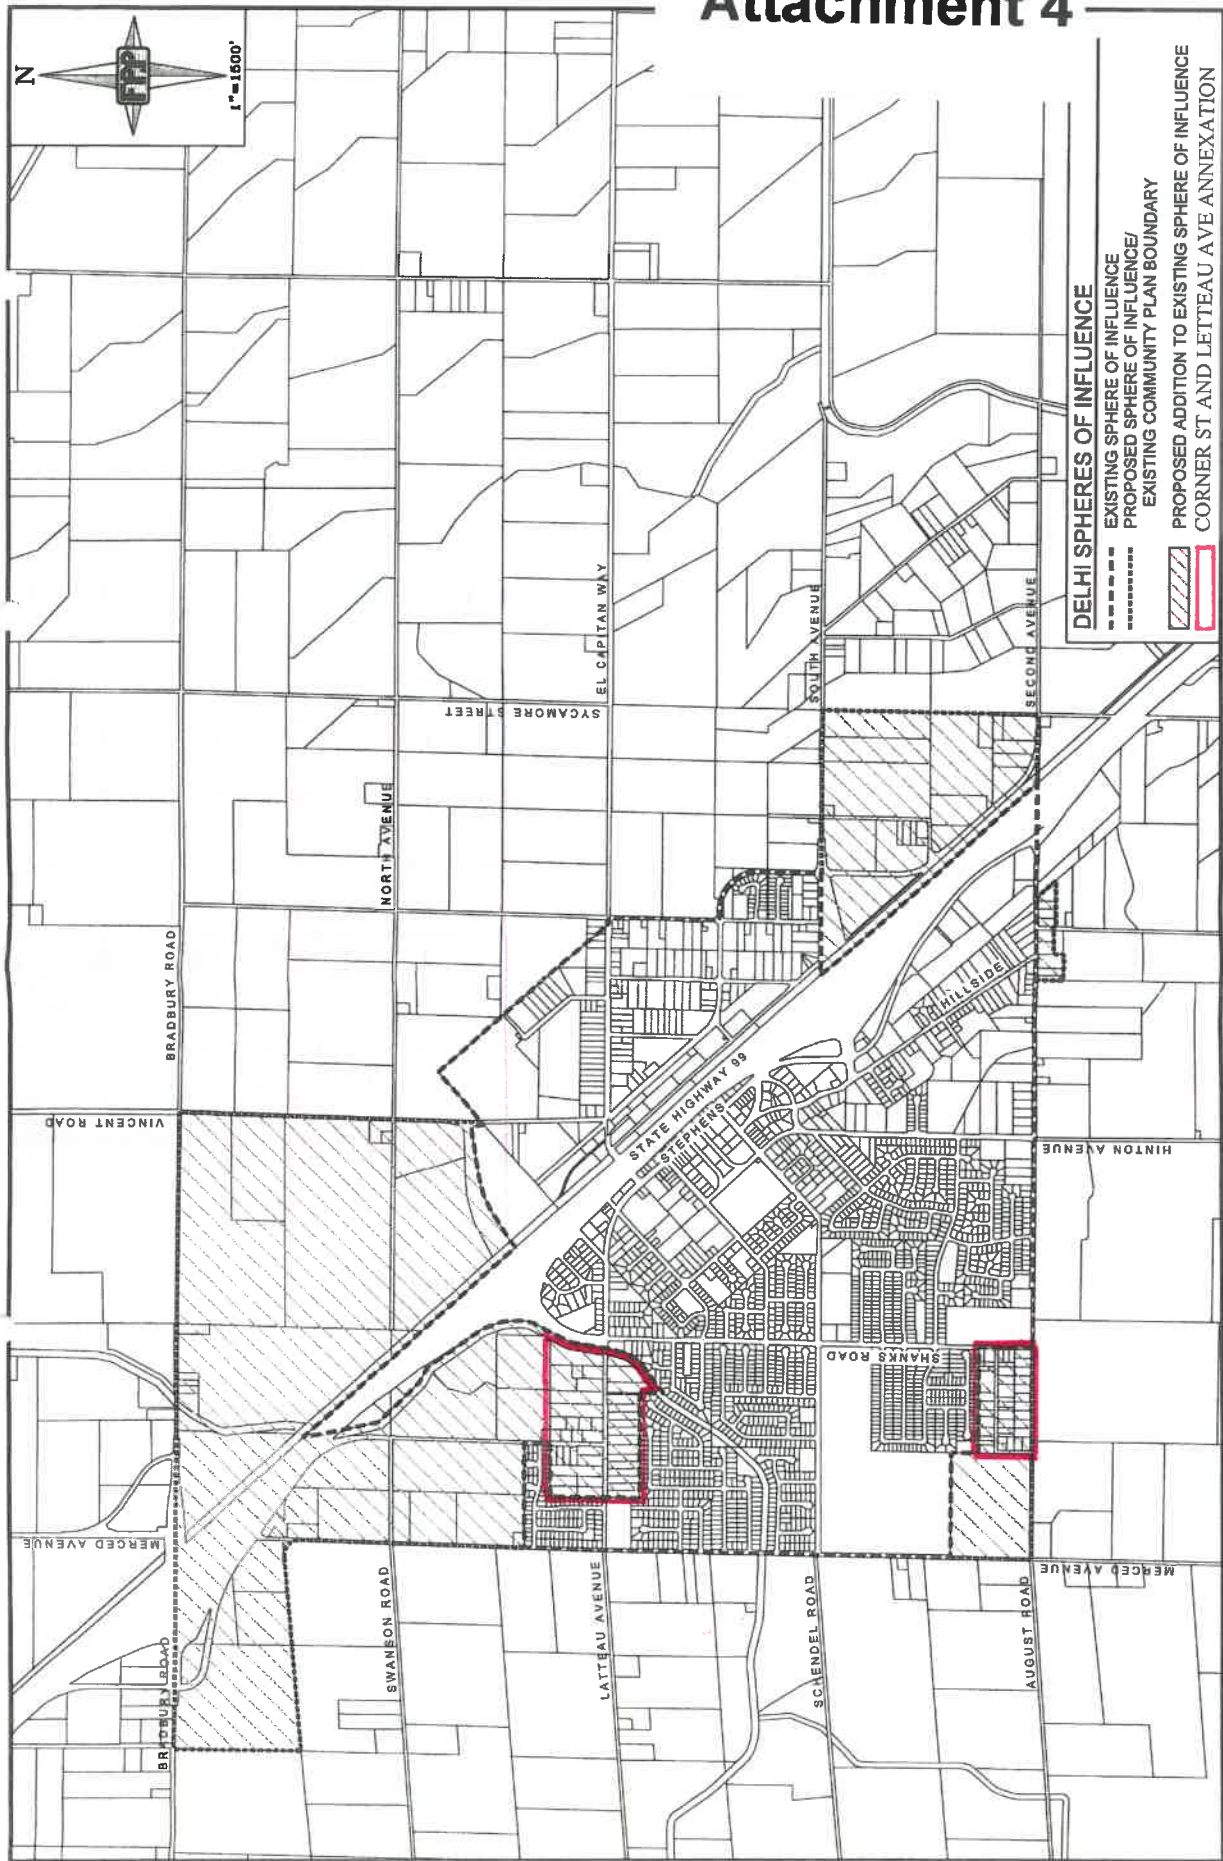 Attachment 4
N
FPP
1"=1500'
DELHI SPHERES OF INFLUENCE
EXISTING SPHERE OF INFLUENCE
PROPOSED SPHERE OF INFLUENCE/
EXISTING COMMUNITY PLAN BOUNDARY
PROPOSED ADDITION TO EXISTING SPHERE OF INFLUENCE
CORNER ST AND LETTEAU AVE ANNEXATION
BRADBURY ROAD
NORTH AVENUE
EL CAPITAN WAY
SYCAMORE STREET
SOUTH AVENUE
SECOND AVENUE
VINCENT ROAD
STATE HIGHWAY 99
STEPHENS
HILLSIDE
HINTON AVENUE
SHANKS ROAD
MERCED AVENUE
BRADBURY ROAD
SWANSON ROAD
LATTEAU AVENUE
SCHENDEL ROAD
AUGUST ROAD
MERCED AVENUE